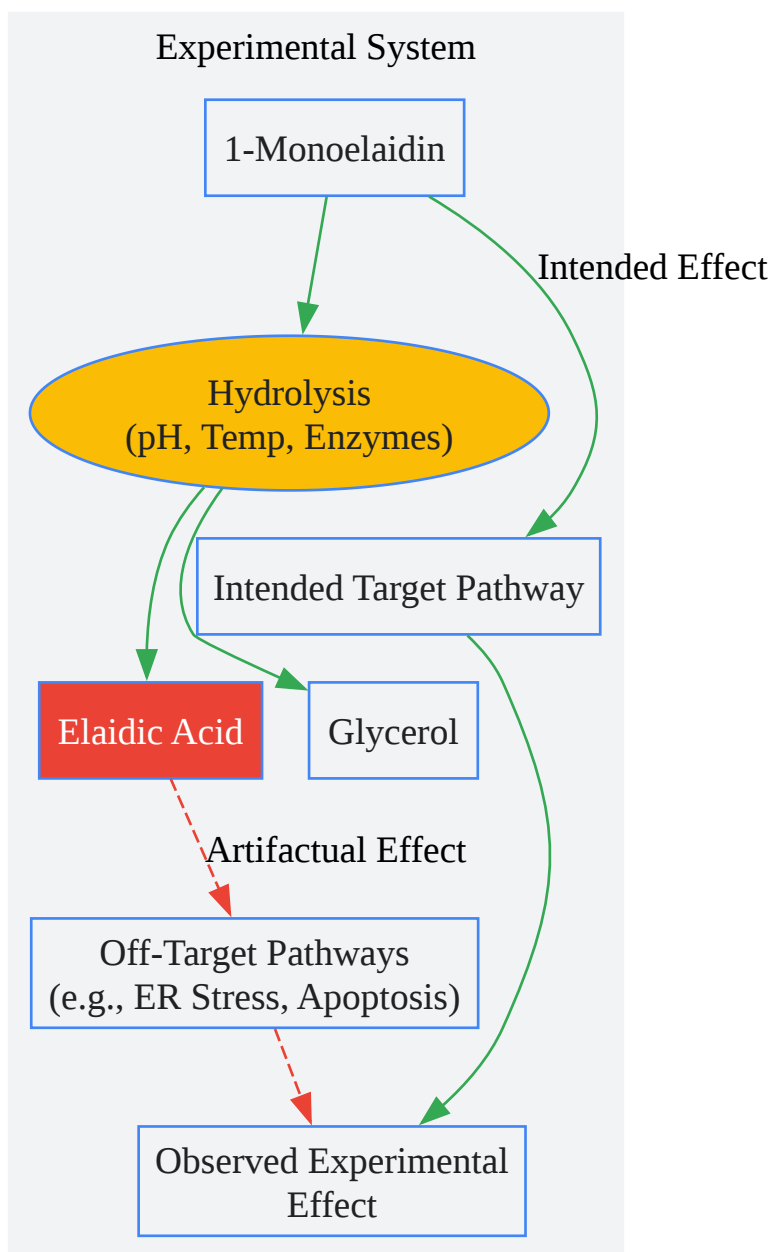 Experimental System
1-Monoelaidin
Intended Effect
Hydrolysis
(pH, Temp, Enzymes)
Intended Target Pathway
Elaidic Acid
Glycerol
Artifactual Effect
Off-Target Pathways
(e.g., ER Stress, Apoptosis)
Observed Experimental
Effect